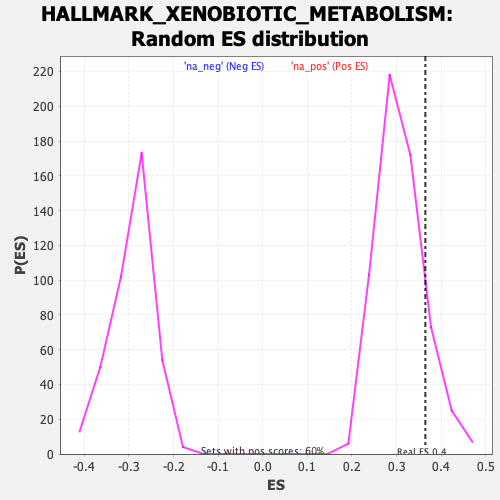 HALLMARK_XENOBIOTIC_METABOLISM:
Random ES distribution
'na_neg' (Neg ES) 'na_pos' (Pos ES)
220
200
180
160
140
120
100
80
60
40
20
0
P(ES)
Sets with pos scores: 60%
Real ES 0.4
-0.4 -0.3 -0.2 -0.1 0.0 0.1 0.2 0.3 0.4 0.5
ES